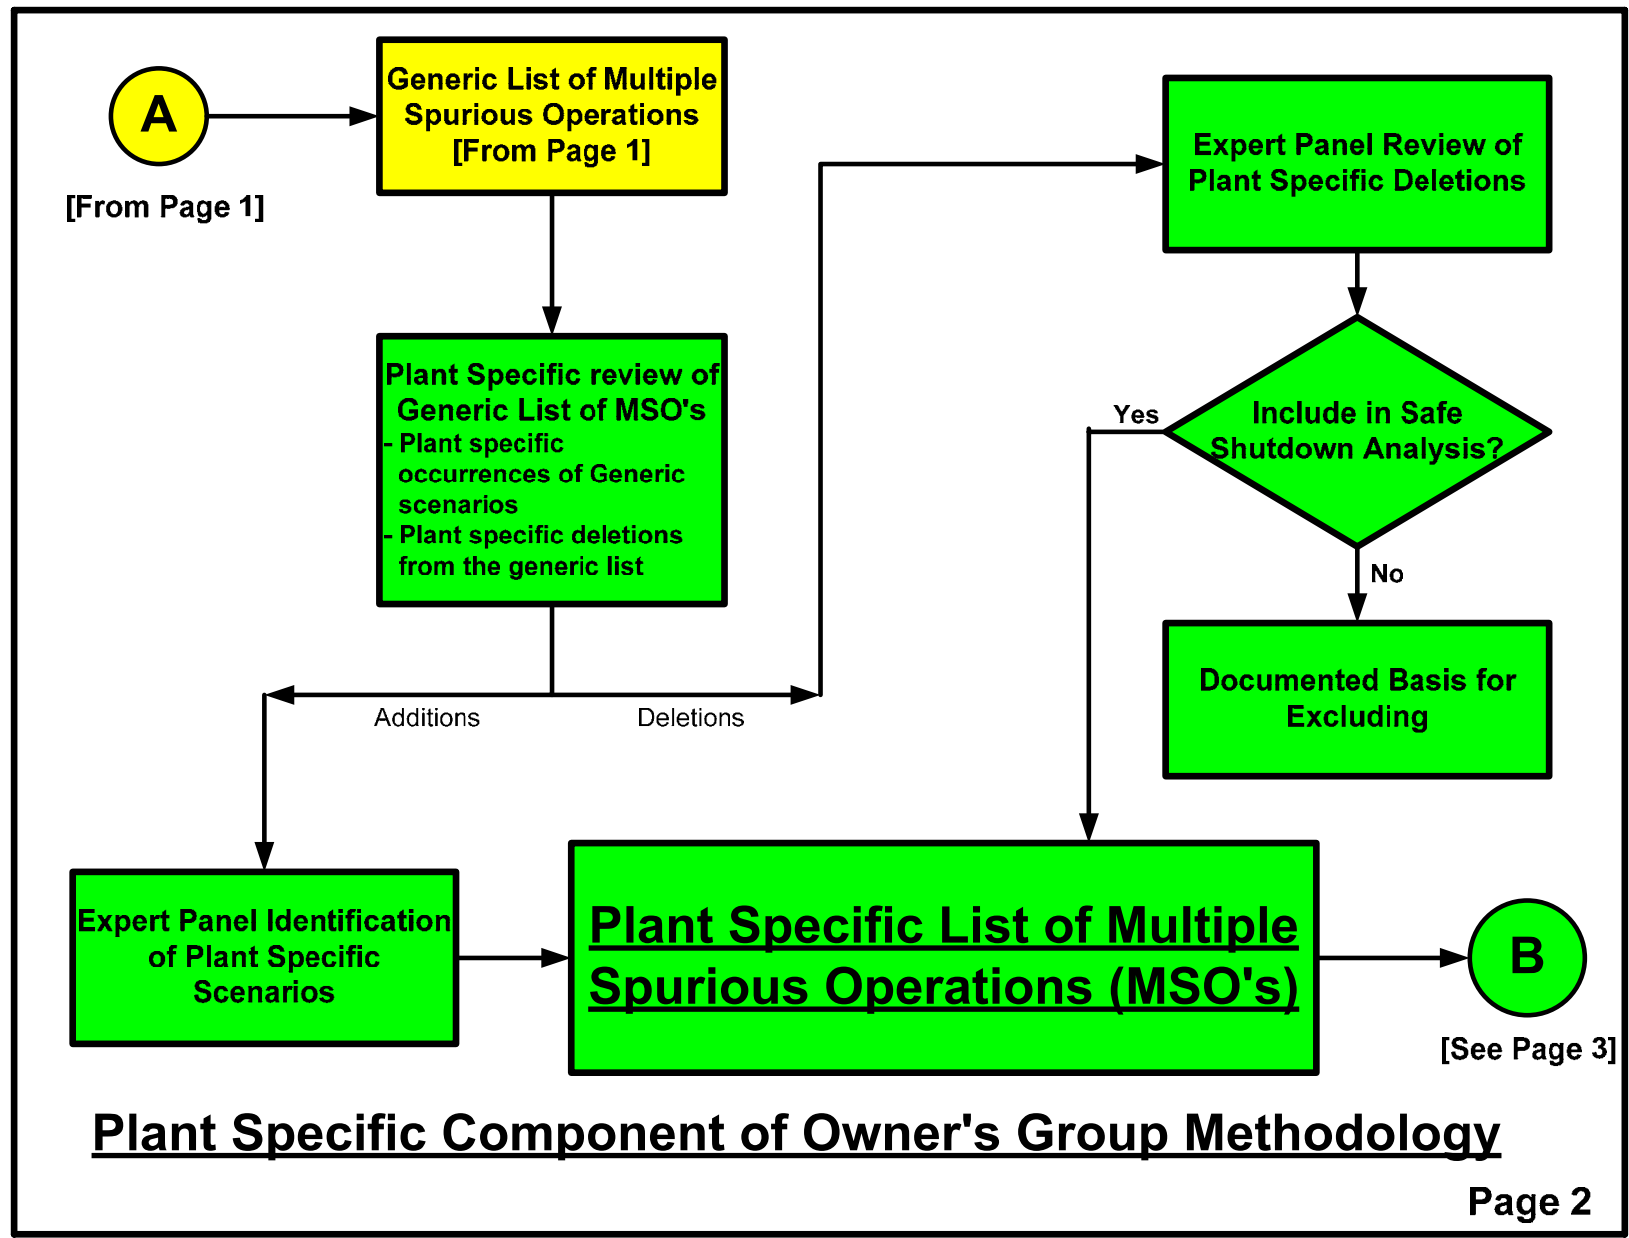 A
[From Page 1]
Generic List of Multiple
Spurious Operations
[From Page 1]
Plant Specific review of
Generic List of MSO's
- Plant specific
occurrences of Generic
scenarios
- Plant specific deletions
from the generic list
Additions
Deletions
Expert Panel Review of
Plant Specific Deletions
Include in Safe
Shutdown Analysis?
Yes
No
Documented Basis for
Excluding
Expert Panel Identification
of Plant Specific
Scenarios
Plant Specific List of Multiple
Spurious Operations (MSO's)
B
[See Page 3]
Plant Specific Component of Owner's Group Methodology
Page 2